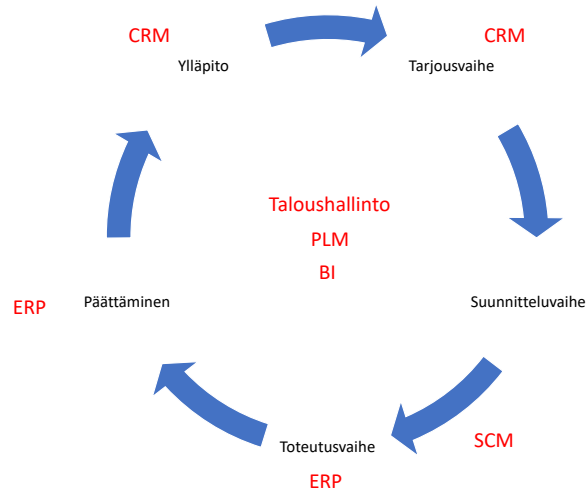 CRM
Ylläpito
CRM
Tarjousvaihe
Taloushallinto
PLM
BI
ERP
Päättäminen
Suunnitteluvaihe
SCM
Toteutusvaihe
ERP